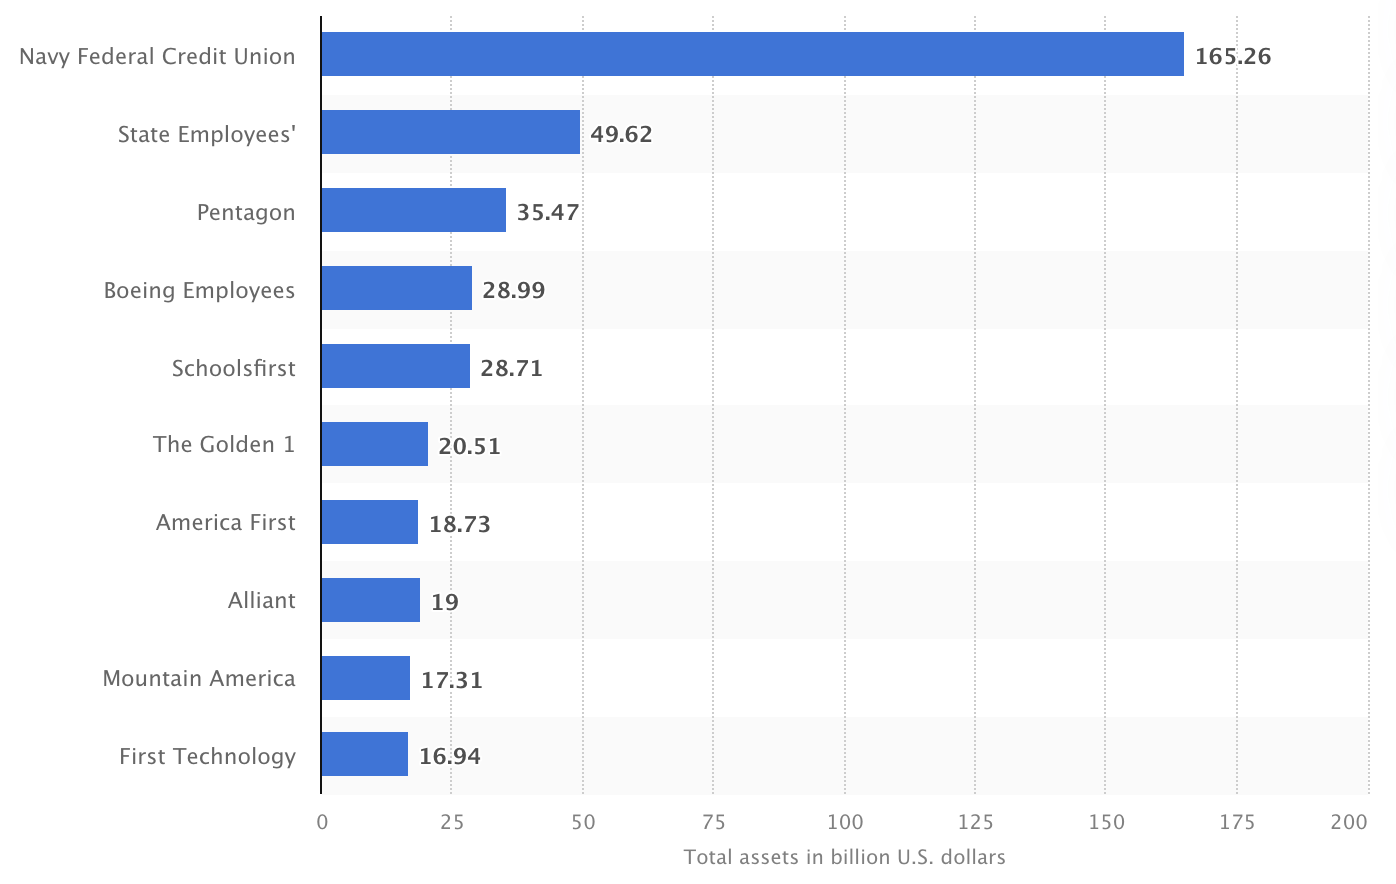 Navy Federal Credit Union 165.26
State Employees' 49.62
Pentagon 35.47
Boeing Employees 28.99
Schoolsfirst 28.71
The Golden 1 20.51
America First 18.73
Alliant 19
Mountain America 17.31
First Technology 16.94
0 25 50 75 100 125 150 175 200
Total assets in billion U.S. dollars